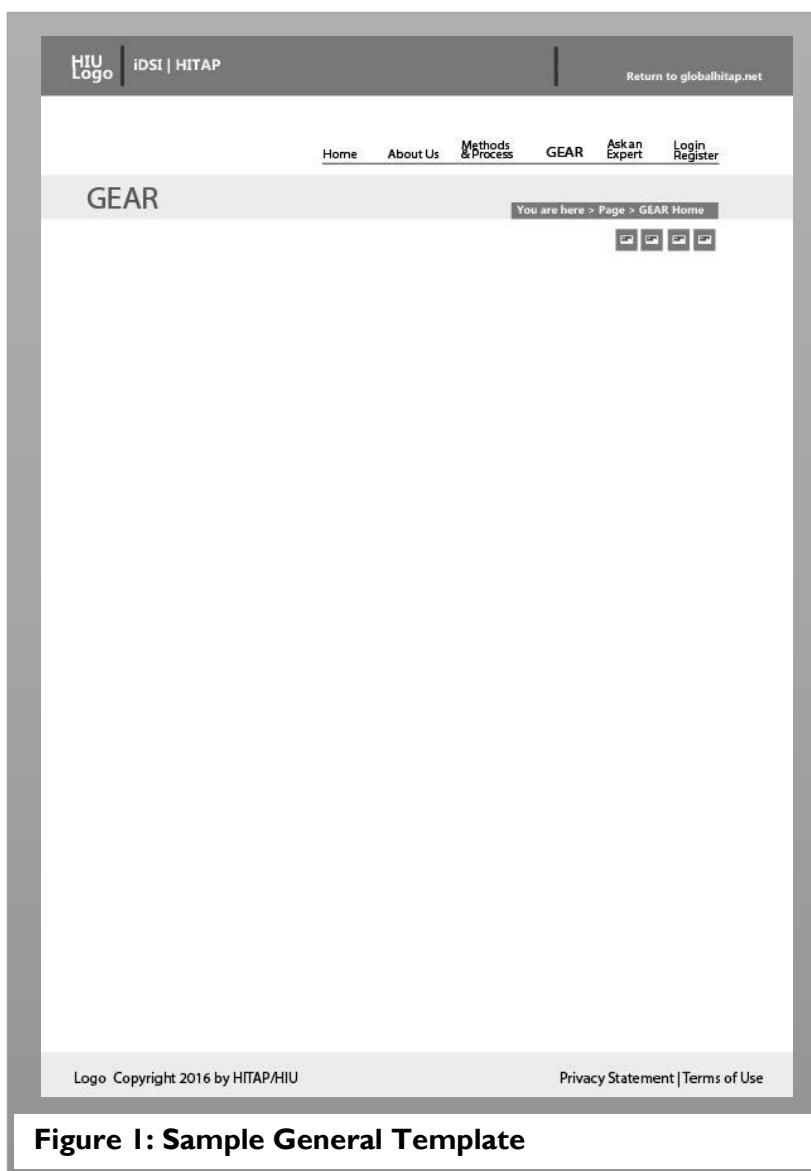 HIU
Logo
iDSI | HITAP
Return to globalhitap.net
Home About Us Methods & Process GEAR Ask an Expert Login Register
GEAR
You are here > Page > GEAR Home
Logo Copyright 2016 by HITAP/HIU
Privacy Statement | Terms of Use
Figure 1: Sample General Template